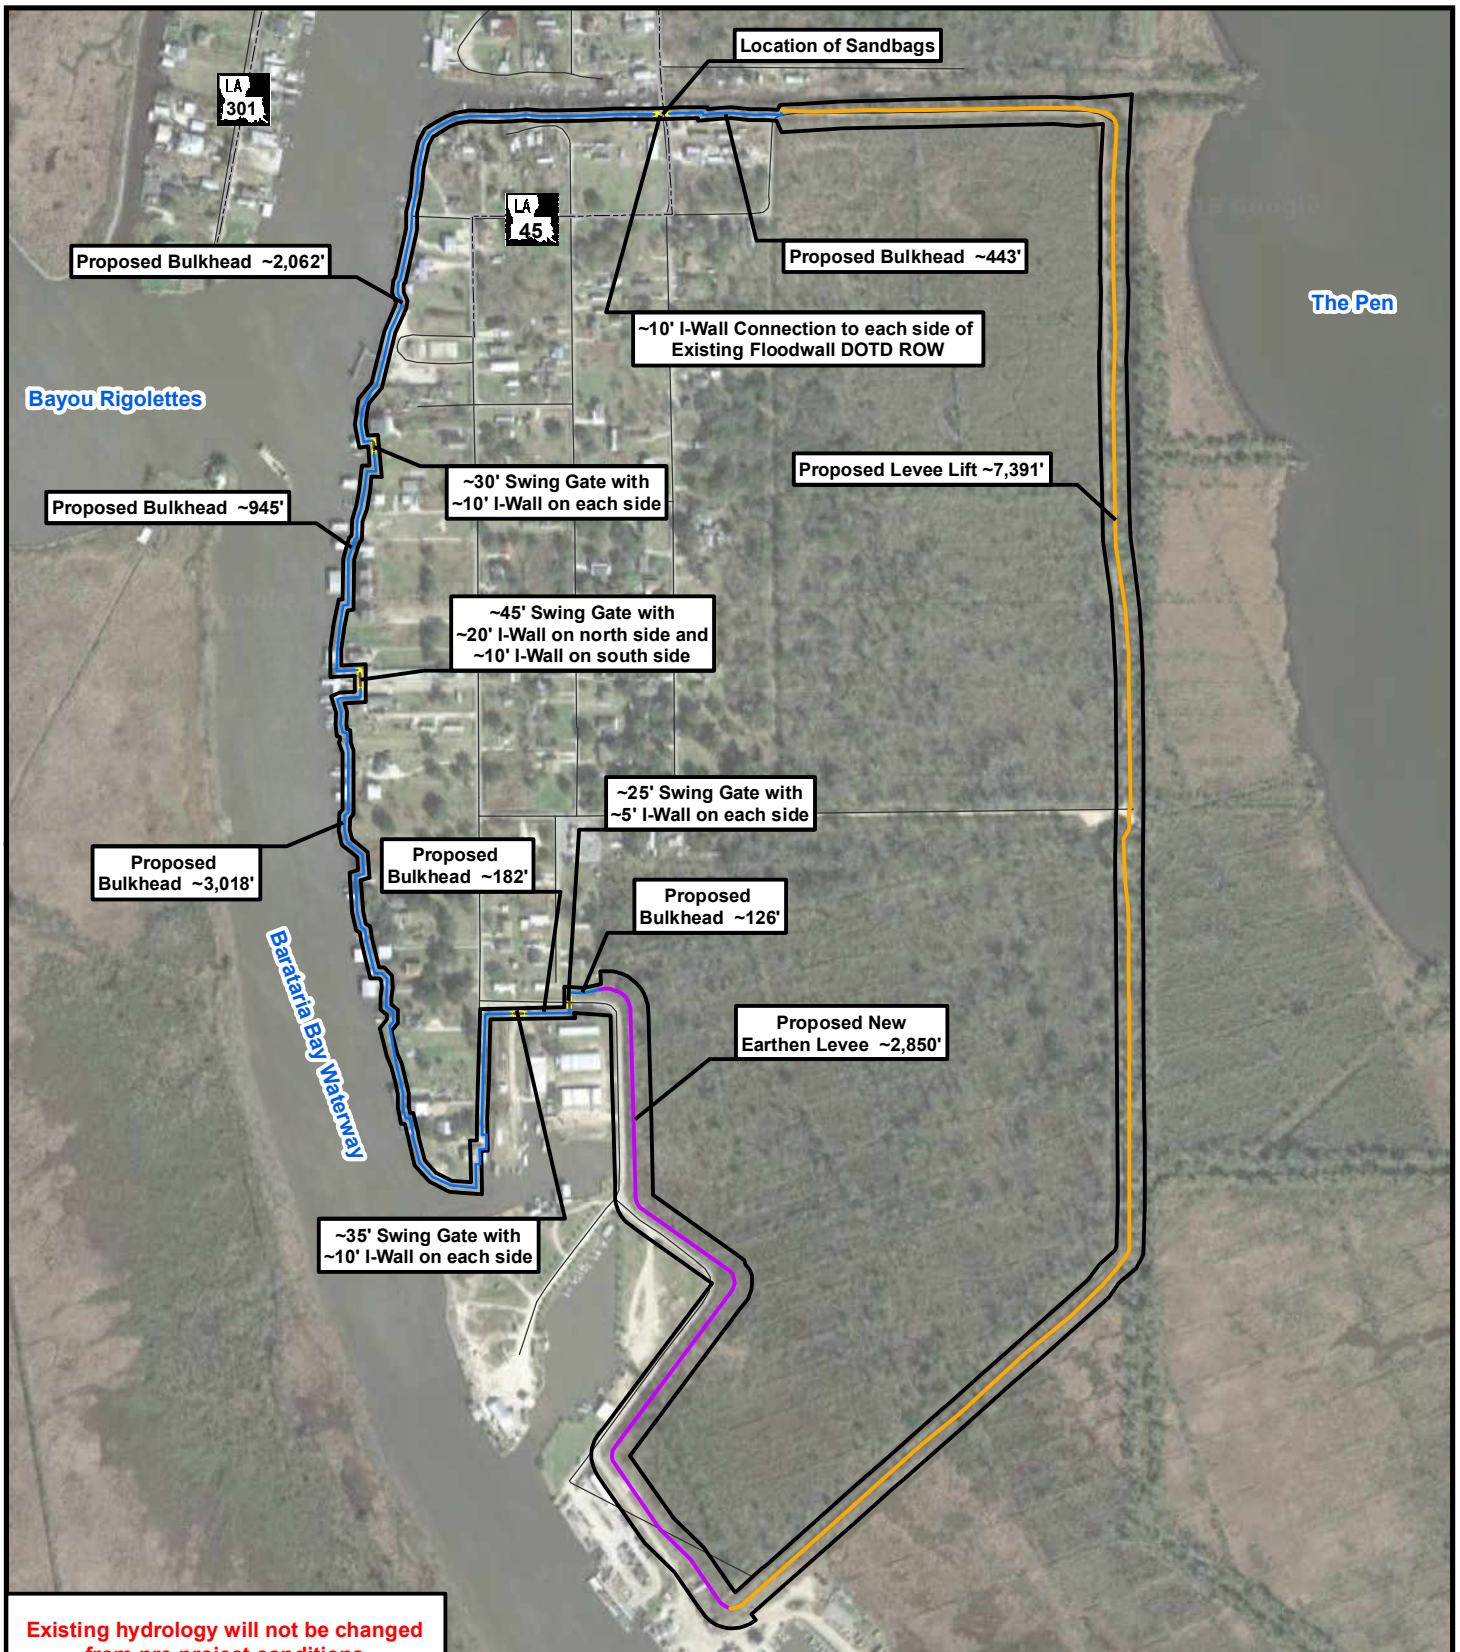 Location of Sandbags
LA
301
LA
45
Proposed Bulkhead ~2,062'
Proposed Bulkhead ~443'
The Pen
~10' I-Wall Connection to each side of
Existing Floodwall DOTD ROW
Bayou Rigolettes
~30' Swing Gate with
~10' I-Wall on each side
Proposed Levee Lift ~7,391'
Proposed Bulkhead ~945'
~45' Swing Gate with
~20' I-Wall on north side and
~10' I-Wall on south side
~25' Swing Gate with
~5' I-Wall on each side
Proposed
Bulkhead ~3,018'
Proposed
Bulkhead ~182'
Proposed
Bulkhead ~126'
Barataria Bay Waterway
Proposed New
Earthen Levee ~2,850'
~35' Swing Gate with
~10' I-Wall on each side
Existing hydrology will not be changed
from pre-project conditions